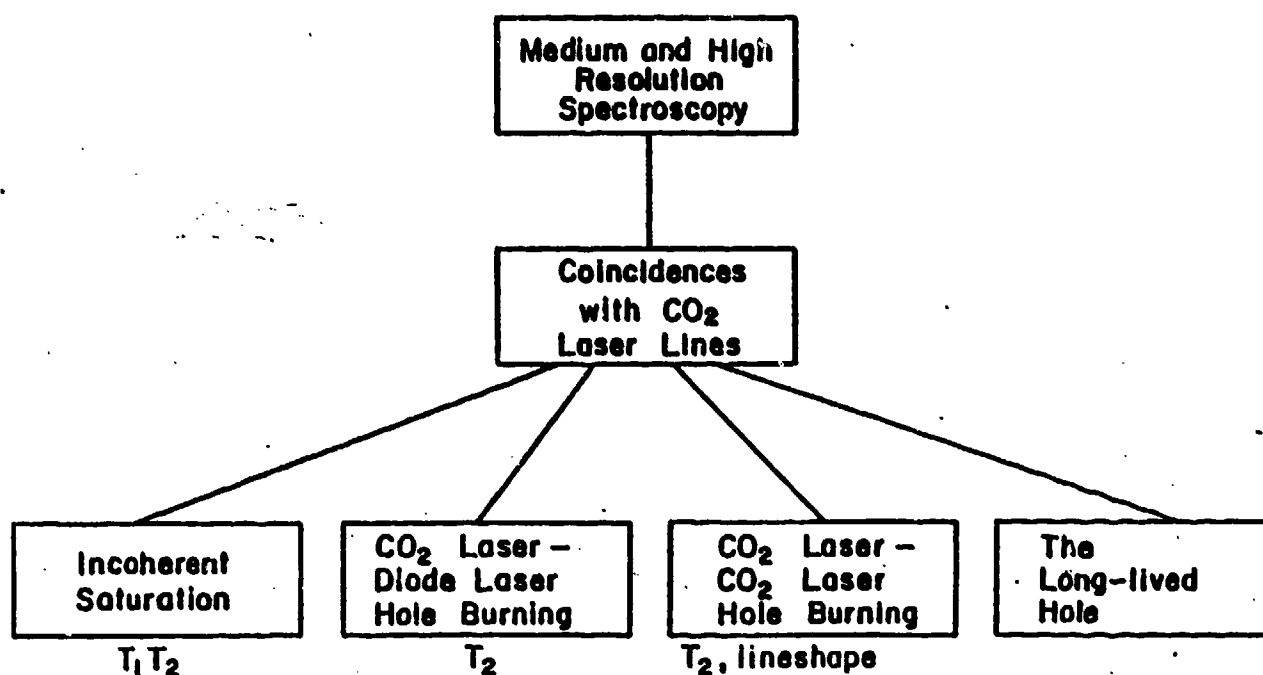 Medium and High
Resolution
Spectroscopy
Coincidences
with CO₂
Laser Lines
Incoherent
Saturation
T₁ T₂
CO₂ Laser –
Diode Laser
Hole Burning
T₂
CO₂ Laser –
CO₂ Laser
Hole Burning
T₂, lineshape
The
Long-lived
Hole